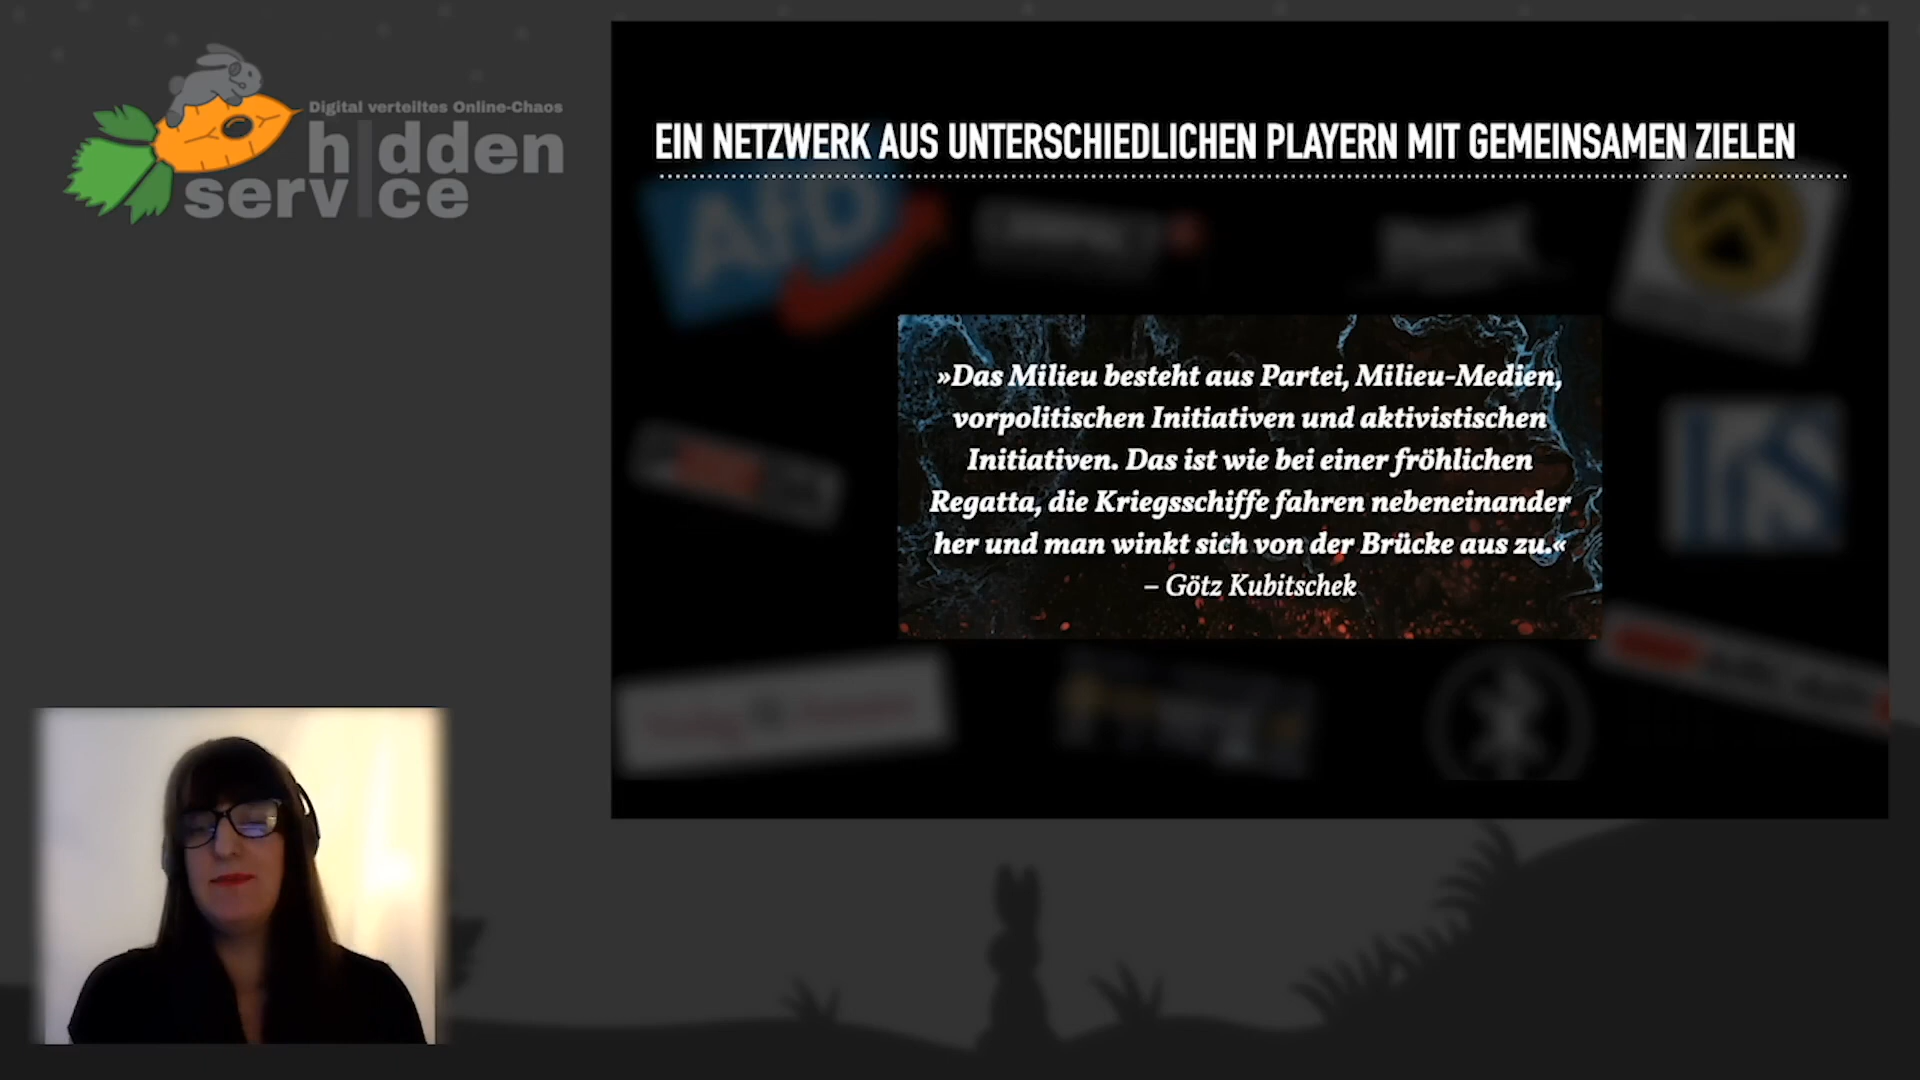 Digital verteiltes Online-Chaos
hidden
service
EIN NETZWERK AUS UNTERSCHIEDLICHEN PLAYERN MIT GEMEINSAMEN ZIELEN
AfD
»Das Milieu besteht aus Partei, Milieu-Medien,
vorpolitischen Initiativen und aktivistischen
Initiativen. Das ist wie bei einer fröhlichen
Regatta, die Kriegsschiffe fahren nebeneinander
her und man winkt sich von der Brücke aus zu.«
– Götz Kubitschek
IfS